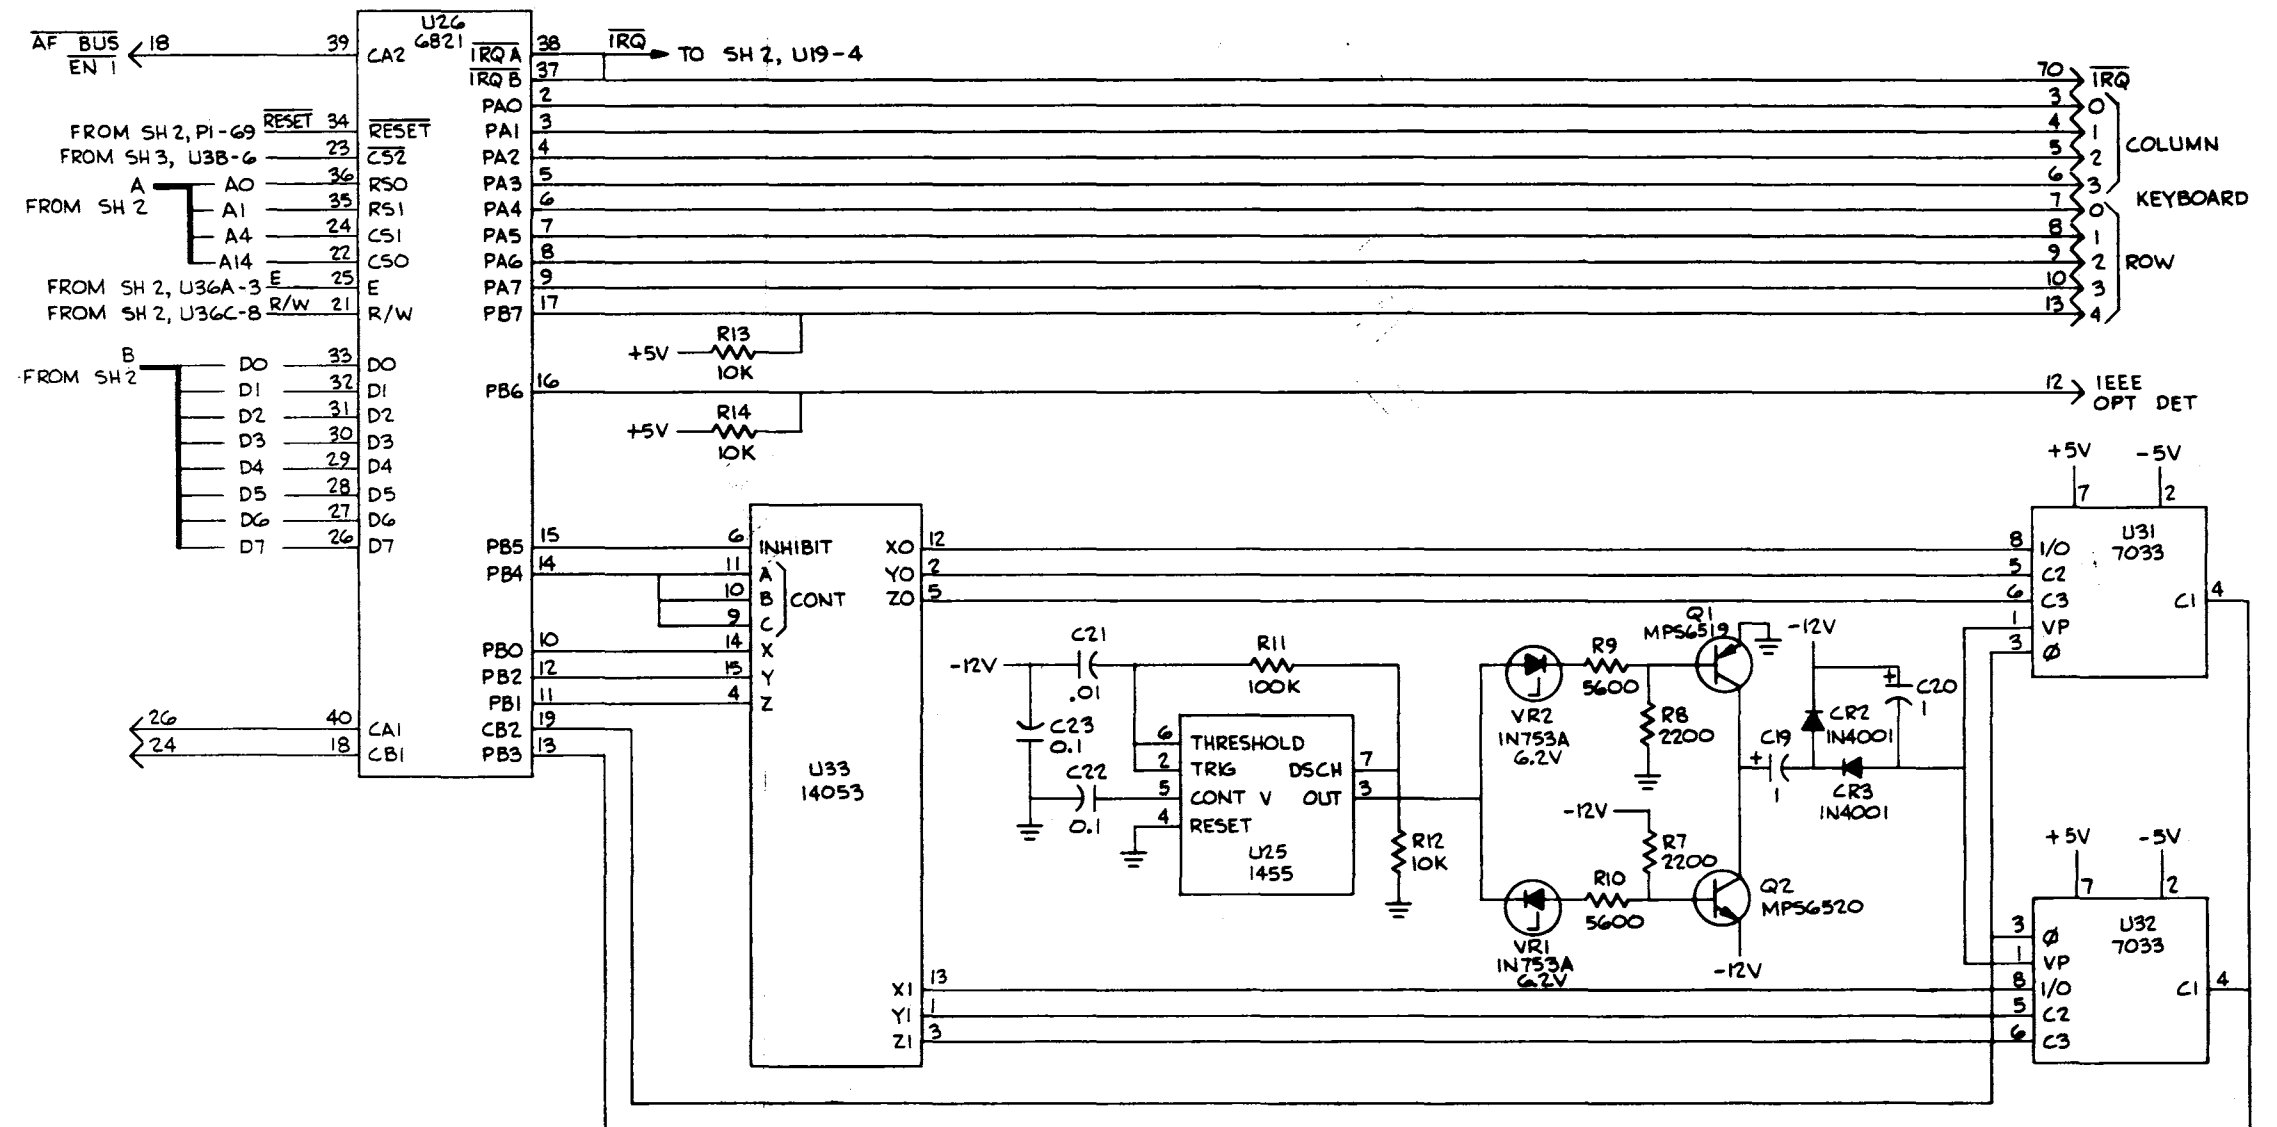 U26
6821
AF BUS
EN 1
18
39
CA2
IRQ A
38
IRQ
TO SH 2, U19-4
IRQ B
37
70
IRQ
PA0
2
3
0
FROM SH 2, P1-69
RESET
34
RESET
PA1
3
4
1
COLUMN
FROM SH 3, U3B-6
23
CS2
PA2
4
5
2
A
FROM SH 2
A0
36
RS0
PA3
5
6
3
KEYBOARD
A1
35
RS1
PA4
6
7
0
A4
24
CS1
PA5
7
8
1
A14
22
CS0
PA6
8
9
2
ROW
FROM SH 2, U36A-3
E
25
E
PA7
9
10
3
FROM SH 2, U36C-8
R/W
21
R/W
PB7
17
13
4
+5V
R13
10K
B
FROM SH 2
D0
33
D0
D1
32
D1
PB6
16
12
IEEE
OPT DET
D2
31
D2
+5V
R14
10K
D3
30
D3
D4
29
D4
D5
28
D5
D6
27
D6
D7
26
D7
PB5
15
6
INHIBIT
PB4
14
11
A
10
B
9
C
CONT
PB0
10
14
X
PB2
12
15
Y
PB1
11
4
Z
26
40
CA1
CB2
19
24
18
CB1
PB3
13
U33
14053
X0
12
Y0
2
Z0
5
X1
13
Y1
1
Z1
3
-12V
C21
.01
R11
100K
C23
0.1
C22
0.1
6
THRESHOLD
2
TRIG
DSCH
7
5
CONT V
OUT
3
4
RESET
U25
1455
R12
10K
VR2
1N753A
6.2V
R9
5600
R8
2200
Q1
MPS6519
-12V
C20
1
CR2
1N4001
C19
1
CR3
1N4001
-12V
R7
2200
R10
5600
VR1
1N753A
6.2V
Q2
MPS6520
-12V
+5V
-5V
7
2
U31
7033
8
I/O
5
C2
6
C3
C1
4
1
VP
3
Ø
+5V
-5V
7
2
U32
7033
3
Ø
1
VP
8
I/O
C1
4
5
C2
6
C3